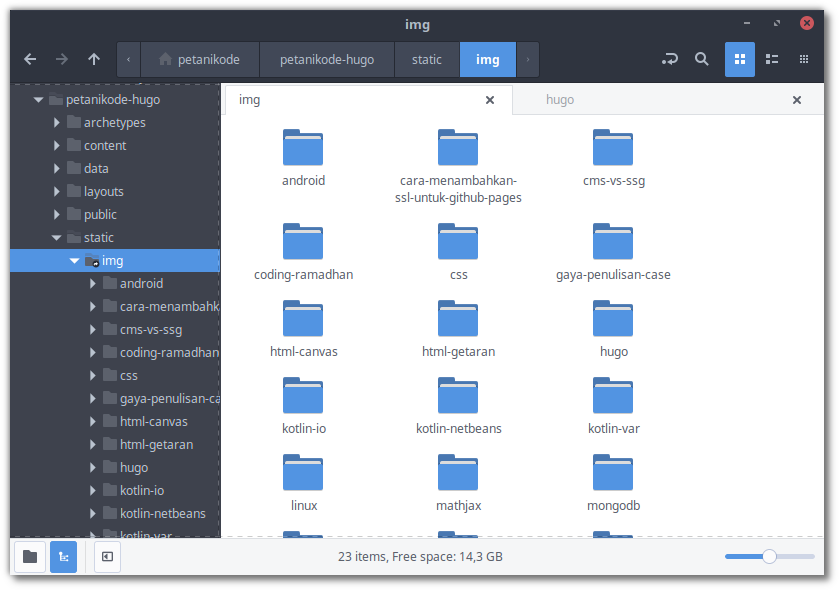 img
petanikode
petanikode-hugo
static
img
petanikode-hugo
archetypes
content
data
layouts
public
static
img
android
cara-menambahk
cms-vs-ssg
coding-ramadhan
css
gaya-penulisan-ca
html-canvas
html-getaran
hugo
kotlin-io
kotlin-netbeans
kotlin-var
img
hugo
android
cara-menambahkan-
ssl-untuk-github-pages
cms-vs-ssg
coding-ramadhan
css
gaya-penulisan-case
html-canvas
html-getaran
hugo
kotlin-io
kotlin-netbeans
kotlin-var
linux
mathjax
mongodb
23 items, Free space: 14,3 GB